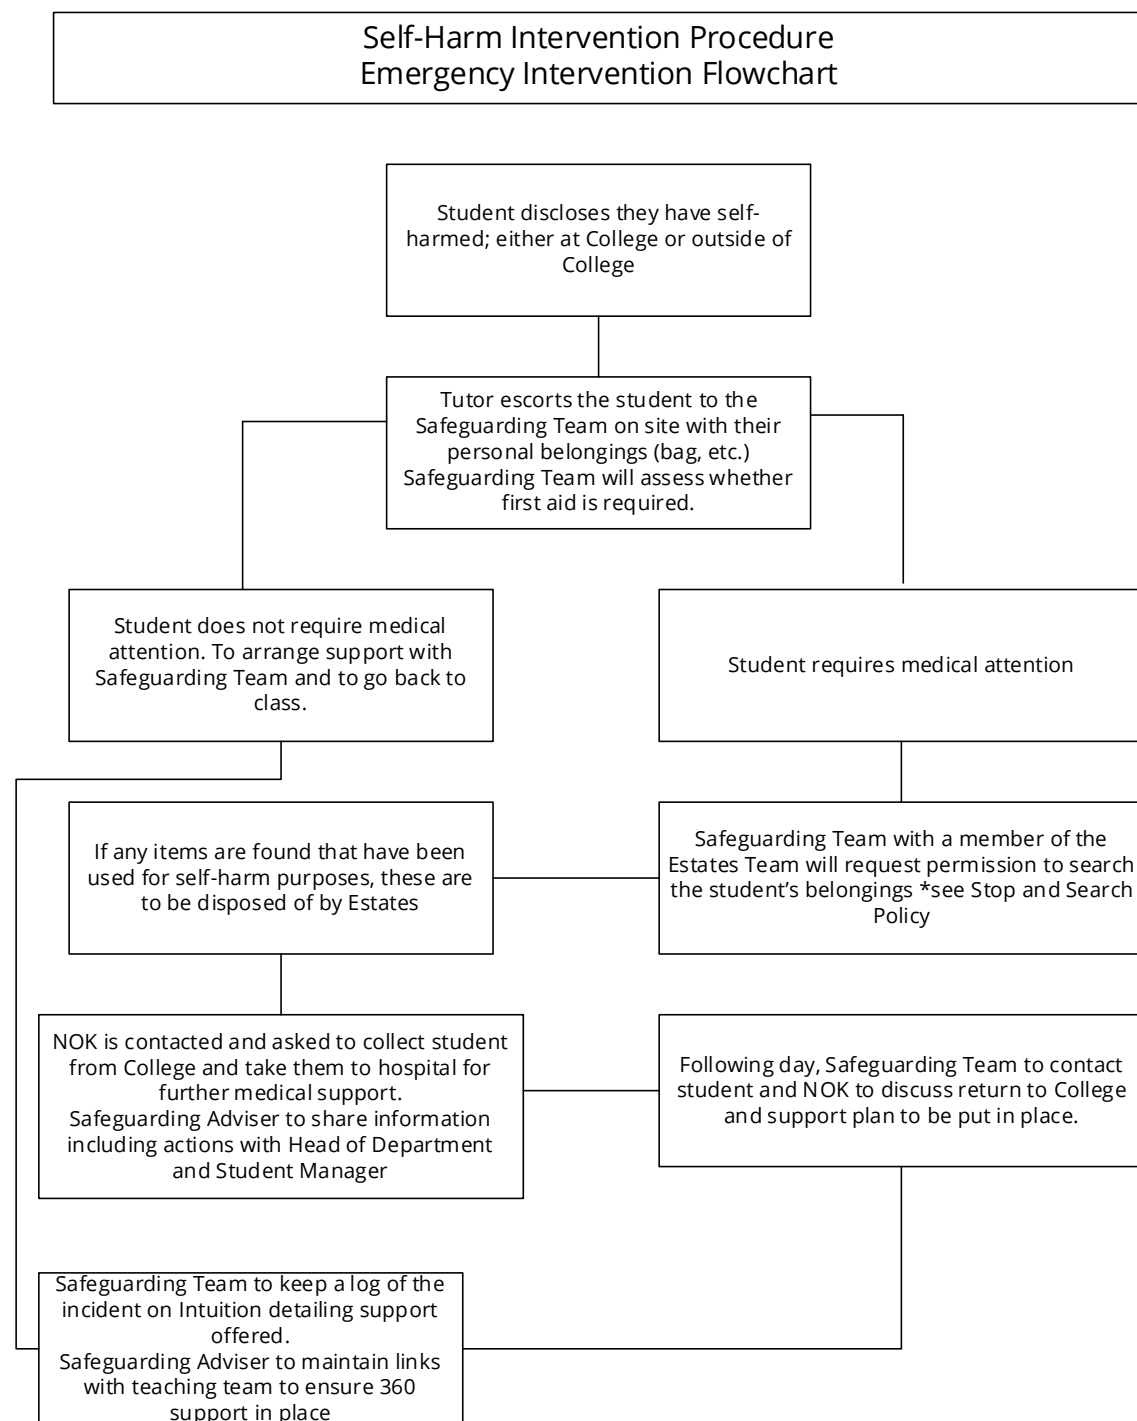 Self-Harm Intervention Procedure
Emergency Intervention Flowchart
Student discloses they have self-
harmed; either at College or outside of
College
Tutor escorts the student to the
Safeguarding Team on site with their
personal belongings (bag, etc.)
Safeguarding Team will assess whether
first aid is required.
Student does not require medical
attention. To arrange support with
Safeguarding Team and to go back to
class.
Student requires medical attention
If any items are found that have been
used for self-harm purposes, these are
to be disposed of by Estates
Safeguarding Team with a member of the
Estates Team will request permission to search
the student’s belongings *see Stop and Search
Policy
NOK is contacted and asked to collect student
from College and take them to hospital for
further medical support.
Safeguarding Adviser to share information
including actions with Head of Department
and Student Manager
Following day, Safeguarding Team to contact
student and NOK to discuss return to College
and support plan to be put in place.
Safeguarding Team to keep a log of the
incident on Intuition detailing support
offered.
Safeguarding Adviser to maintain links
with teaching team to ensure 360
support in place